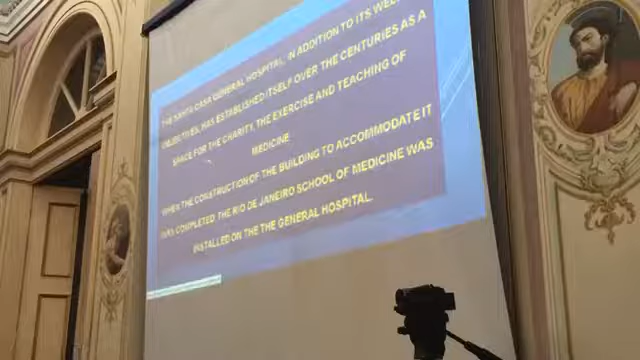 THE SANTA CASA GENERAL HOSPITAL, IN ADDITION TO ITS WELL
OBJECTIVES, HAS ESTABLISHED ITSELF OVER THE CENTURIES AS A
SPACE FOR THE CHARITY, THE EXERCISE AND TEACHING OF
MEDICINE
WHEN THE CONSTRUCTION OF THE BUILDING TO ACCOMMODATE IT
WAS COMPLETED THE RIO DE JANEIRO SCHOOL OF MEDICINE WAS
INSTALLED ON THE THE GENERAL HOSPITAL.